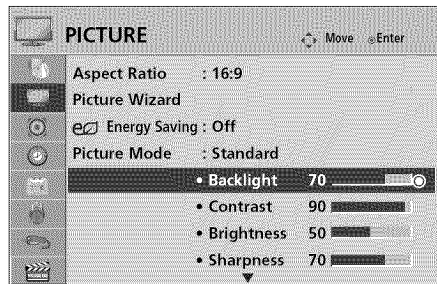 PICTURE
Move Enter
Aspect Ratio : 16:9
Picture Wizard
Energy Saving : Off
Picture Mode : Standard
• Backlight 70
• Contrast 90
• Brightness 50
• Sharpness 70